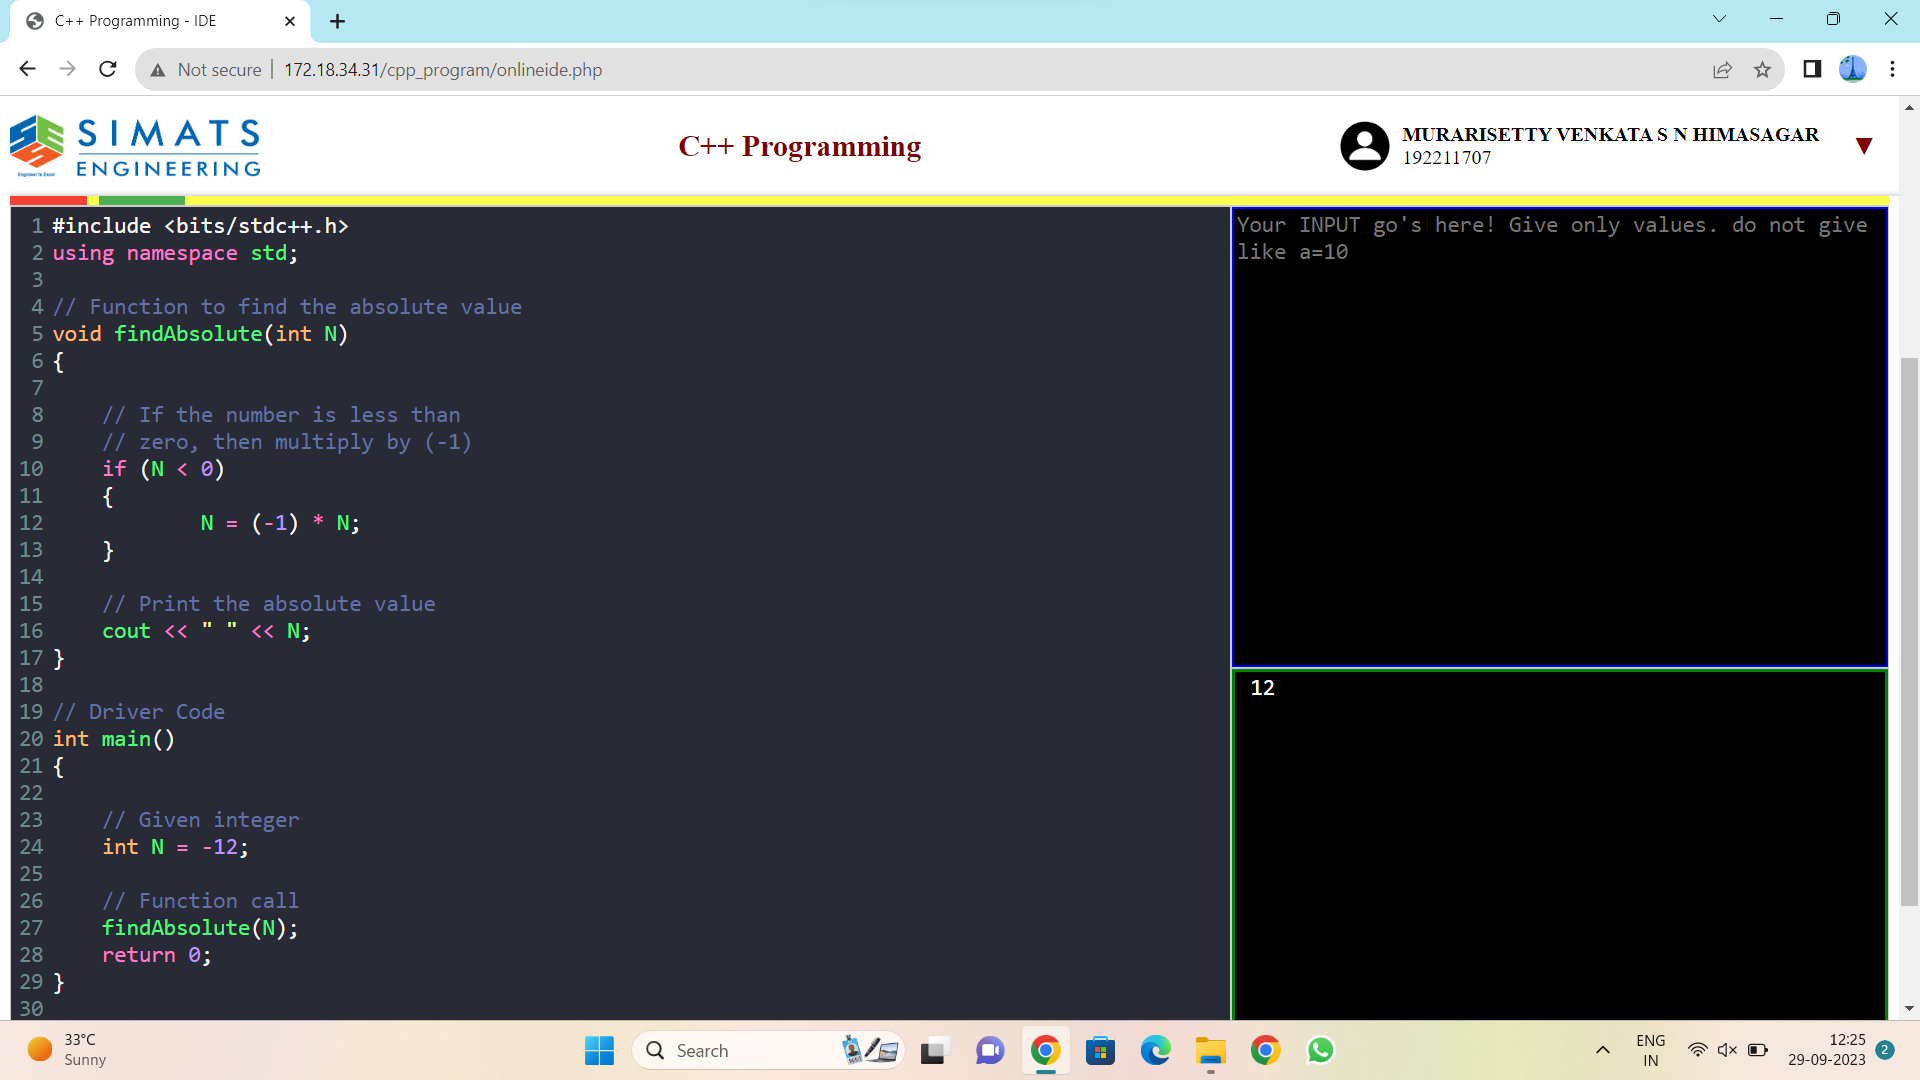 C++ Programming - IDE
Not secure
172.18.34.31/cpp_program/onlineide.php
SIMATS
ENGINEERING
Engineer to Excel
C++ Programming
MURARISETTY VENKATA S N HIMASAGAR
192211707
1 #include <bits/stdc++.h>
2 using namespace std;
3
4 // Function to find the absolute value
5 void findAbsolute(int N)
6 {
7
8     // If the number is less than
9     // zero, then multiply by (-1)
10     if (N < 0)
11     {
12             N = (-1) * N;
13     }
14
15     // Print the absolute value
16     cout << " " << N;
17 }
18
19 // Driver Code
20 int main()
21 {
22
23     // Given integer
24     int N = -12;
25
26     // Function call
27     findAbsolute(N);
28     return 0;
29 }
30
Your INPUT go's here! Give only values. do not give
like a=10
12
33°C
Sunny
Search
ENG
IN
12:25
29-09-2023
2